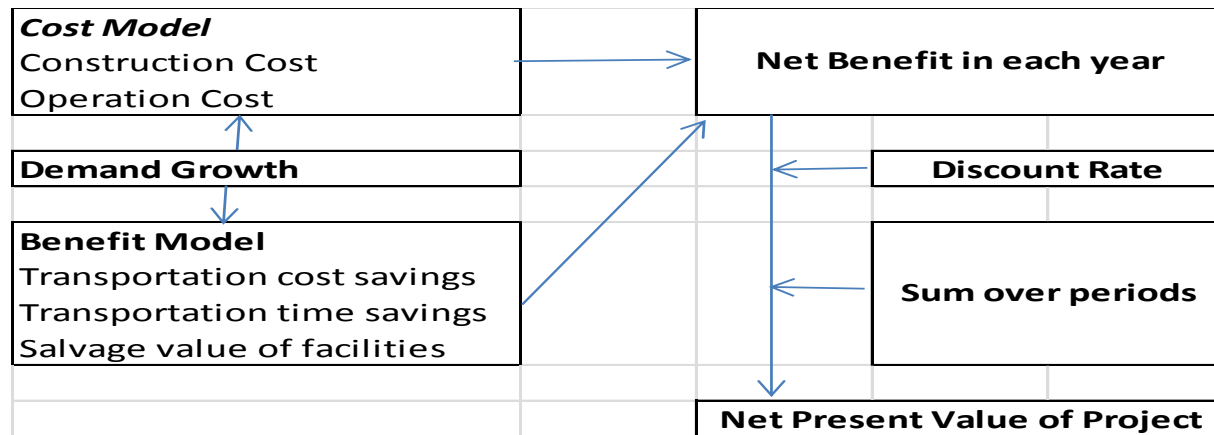 Cost Model
Construction Cost
Operation Cost
Net Benefit in each year
Demand Growth
Discount Rate
Benefit Model
Transportation cost savings
Transportation time savings
Salvage value of facilities
Sum over periods
Net Present Value of Project